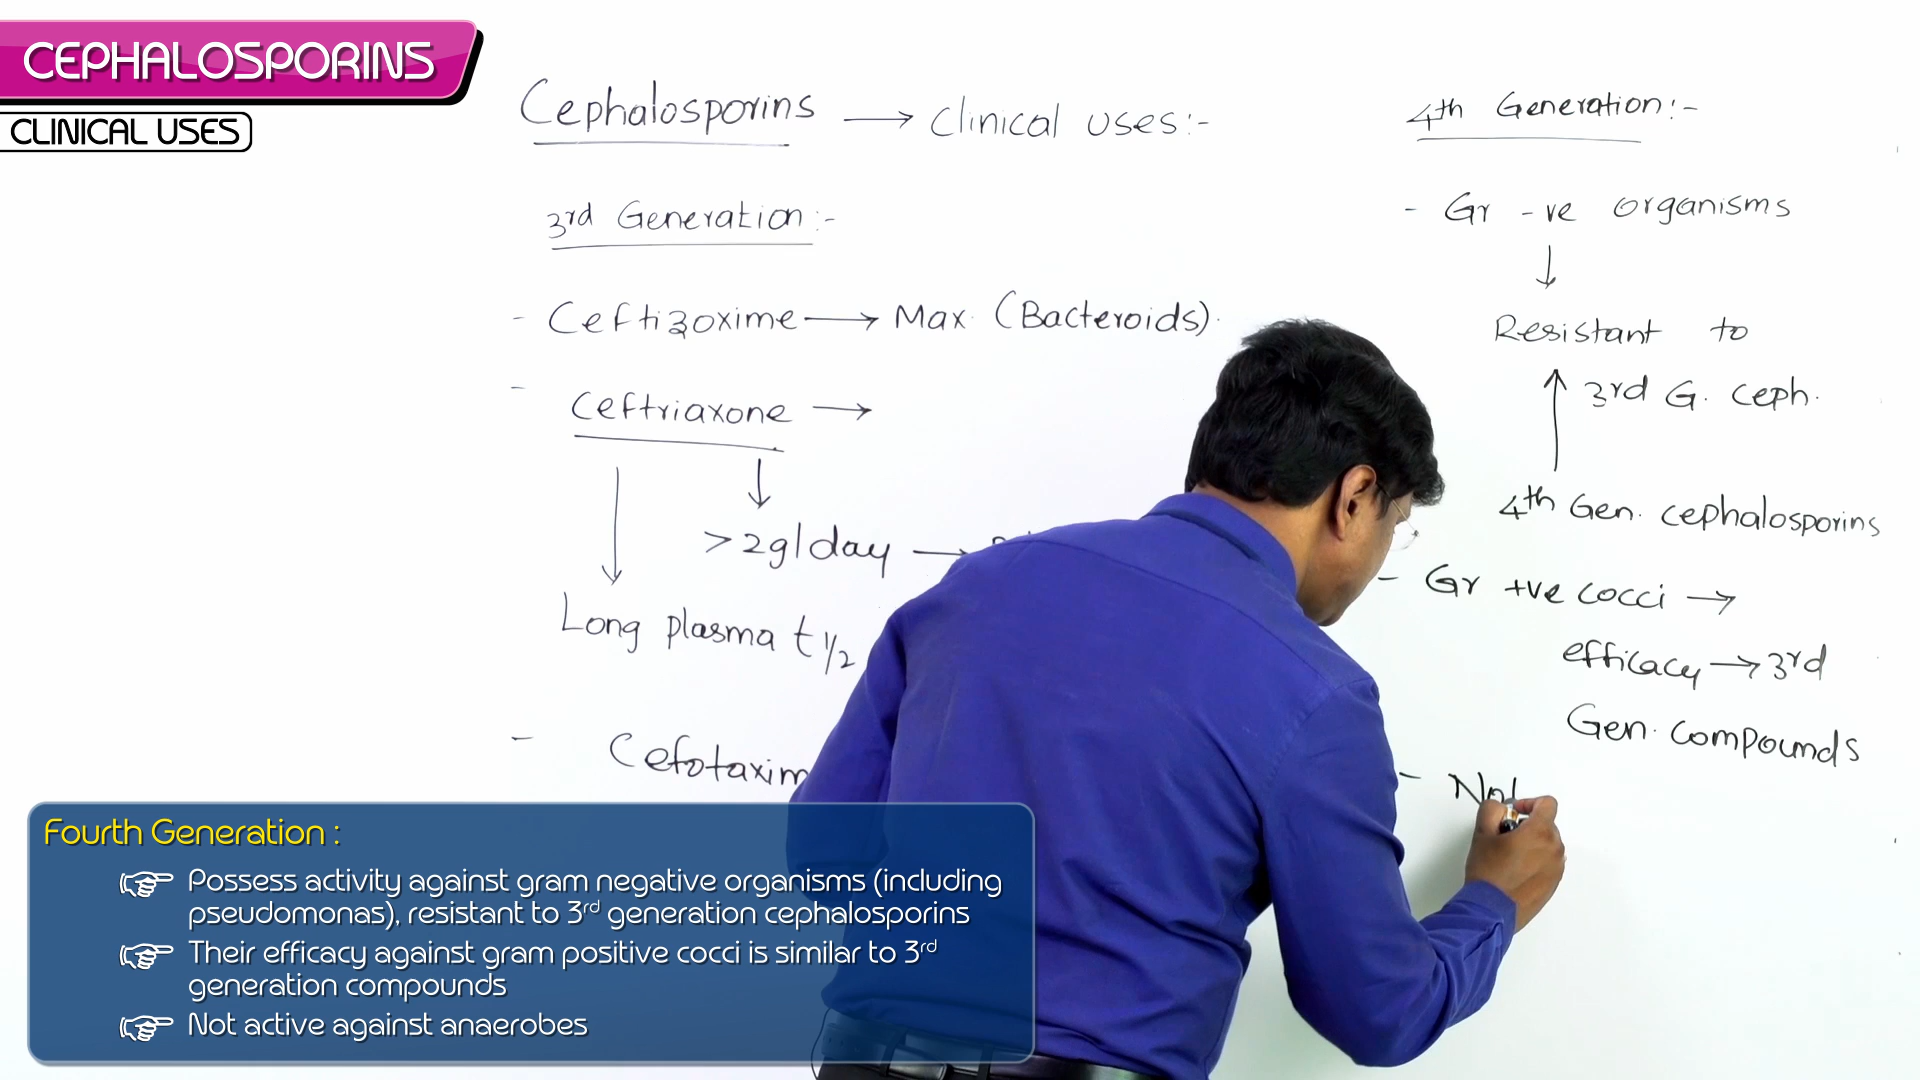 CEPHALOSPORINS
CLINICAL USES
Cephalosporins → Clinical uses:-
3rd Generation:-
- Ceftizoxime → Max. (Bacteroids).
-
Ceftriaxone →
>2g/day →
Long plasma t 1/2
- Cefotaxim
4th Generation:-
- Gr -ve organisms
↓
Resistant to
↑ 3rd G. Ceph.
4th Gen. cephalosporins
- Gr +ve cocci →
efficacy → 3rd
Gen. compounds
- Not
Fourth Generation :
Possess activity against gram negative organisms (including
pseudomonas), resistant to 3rd generation cephalosporins
Their efficacy against gram positive cocci is similar to 3rd
generation compounds
Not active against anaerobes